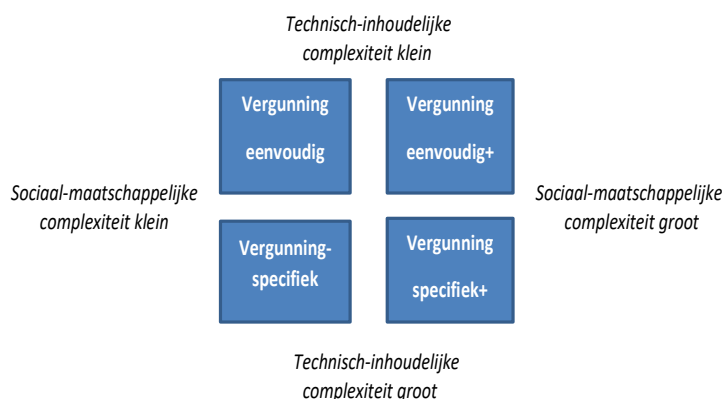 Technisch-inhoudelijke
complexiteit klein
Vergunning
eenvoudig
Vergunning
eenvoudig+
Sociaal-maatschappelijke
complexiteit klein
Sociaal-maatschappelijke
complexiteit groot
Vergunning-
specifiek
Vergunning
specifiek+
Technisch-inhoudelijke
complexiteit groot